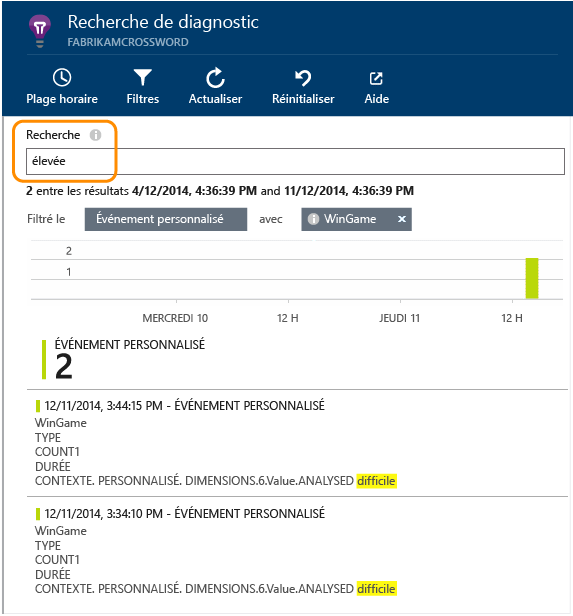 Recherche de diagnostic
FABRIKAMCROSSWORD
Plage horaire Filtres Actualiser Réinitialiser Aide
Recherche
élevée
2 entre les résultats 4/12/2014, 4:36:39 PM and 11/12/2014, 4:36:39 PM
Filtré le Événement personnalisé avec WinGame ×
2
1
MERCREDI 10 12 H JEUDI 11 12 H
ÉVÉNEMENT PERSONNALISÉ
2
12/11/2014, 3:44:15 PM - ÉVÉNEMENT PERSONNALISÉ
WinGame
TYPE
COUNT1
DURÉE
CONTEXTE. PERSONNALISÉ. DIMENSIONS.6.Value.ANALYSED difficile
12/11/2014, 3:34:10 PM - ÉVÉNEMENT PERSONNALISÉ
WinGame
TYPE
COUNT1
DURÉE
CONTEXTE. PERSONNALISÉ. DIMENSIONS.6.Value.ANALYSED difficile